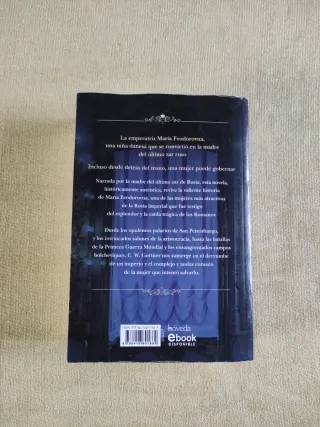 La emperatriz María Feodorovna,
una niña danesa que se convirtió en la madre
del último zar ruso
Incluso desde detrás del trono, una mujer puede gobernar
Narrada por la madre del último zar de Rusia, esta novela,
históricamente auténtica, revive la valiente historia
de María Feodorovna, una de las mujeres más atractivas
de la Rusia Imperial que fue testigo
del esplendor y la caída trágica de los Romanov
Desde los opulentos palacios de San Petersburgo,
y los intrincados salones de la aristocracia, hasta las batallas
de la Primera Guerra Mundial y los ensangrentados campos
bolcheviques, C. W. Gortner nos sumerge en el derrumbe
de un imperio y el complejo y audaz corazón
de la mujer que intentó salvarlo.
bóveda
ebook
DISPONIBLE